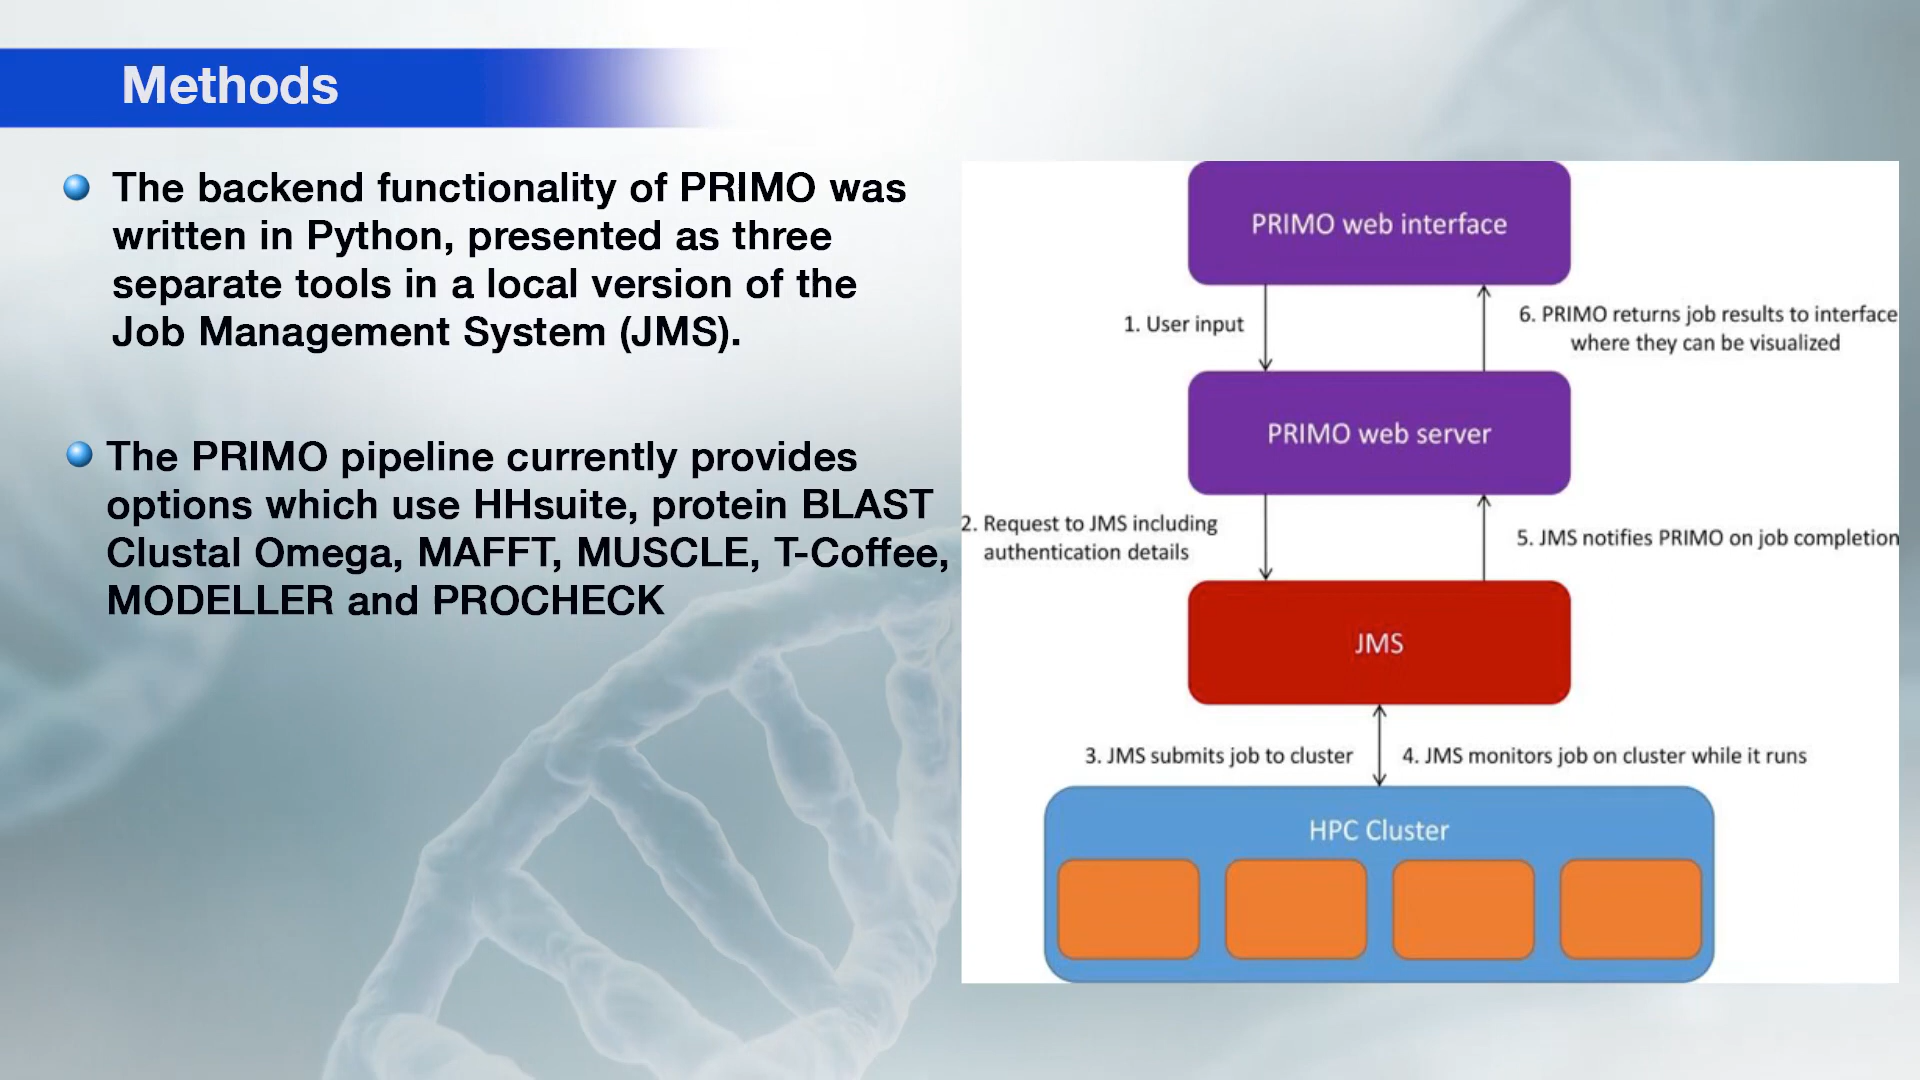 Methods
The backend functionality of PRIMO was
written in Python, presented as three
separate tools in a local version of the
Job Management System (JMS).
The PRIMO pipeline currently provides
options which use HHsuite, protein BLAST
Clustal Omega, MAFFT, MUSCLE, T-Coffee,
MODELLER and PROCHECK
PRIMO web interface
1. User input
6. PRIMO returns job results to interface
where they can be visualized
PRIMO web server
2. Request to JMS including
authentication details
5. JMS notifies PRIMO on job completion
JMS
3. JMS submits job to cluster
4. JMS monitors job on cluster while it runs
HPC Cluster